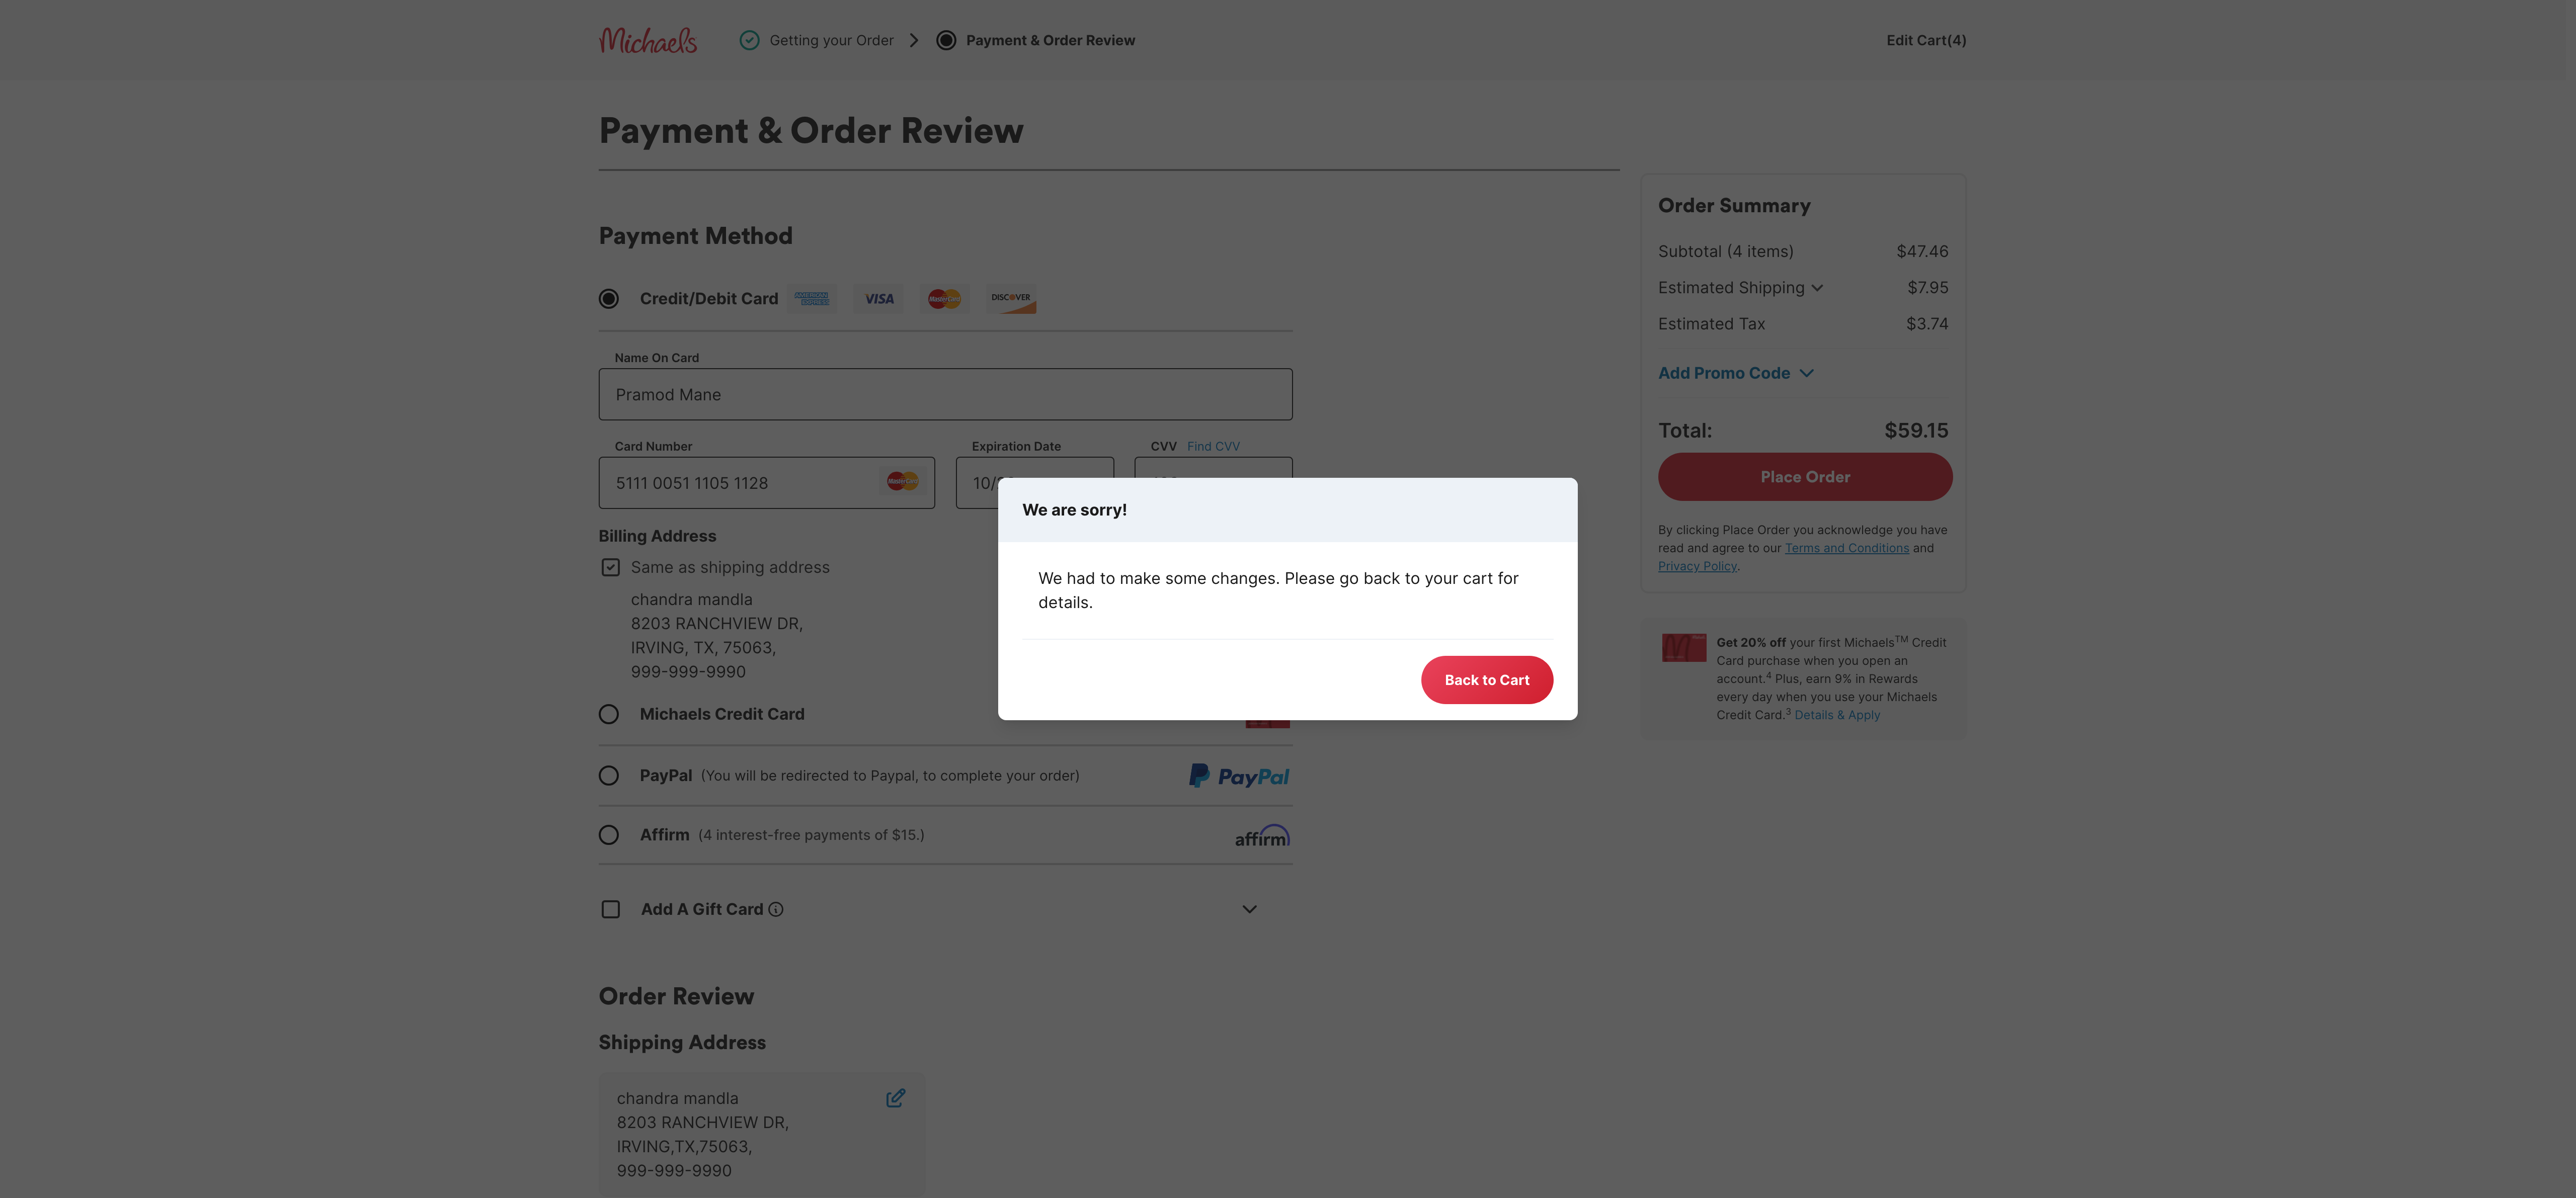 Michaels
Getting your Order
Payment & Order Review
Edit Cart(4)
Payment & Order Review
Payment Method
Credit/Debit Card
AMERICAN EXPRESS
VISA
MasterCard
DISCOVER
Name On Card
Pramod Mane
Card Number
Expiration Date
CVV Find CVV
5111 0051 1105 1128
MasterCard
10/
Billing Address
Same as shipping address
chandra mandla
8203 RANCHVIEW DR,
IRVING, TX, 75063,
999-999-9990
Michaels Credit Card
PayPal (You will be redirected to Paypal, to complete your order)
PayPal
Affirm (4 interest-free payments of $15.)
affirm
Add A Gift Card
Order Review
Shipping Address
chandra mandla
8203 RANCHVIEW DR,
IRVING,TX,75063,
999-999-9990
We are sorry!
We had to make some changes. Please go back to your cart for
details.
Back to Cart
Order Summary
Subtotal (4 items) $47.46
Estimated Shipping $7.95
Estimated Tax $3.74
Add Promo Code
Total: $59.15
Place Order
By clicking Place Order you acknowledge you have
read and agree to our Terms and Conditions and
Privacy Policy.
Get 20% off your first Michaels™ Credit
Card purchase when you open an
account.⁴ Plus, earn 9% in Rewards
every day when you use your Michaels
Credit Card.³ Details & Apply